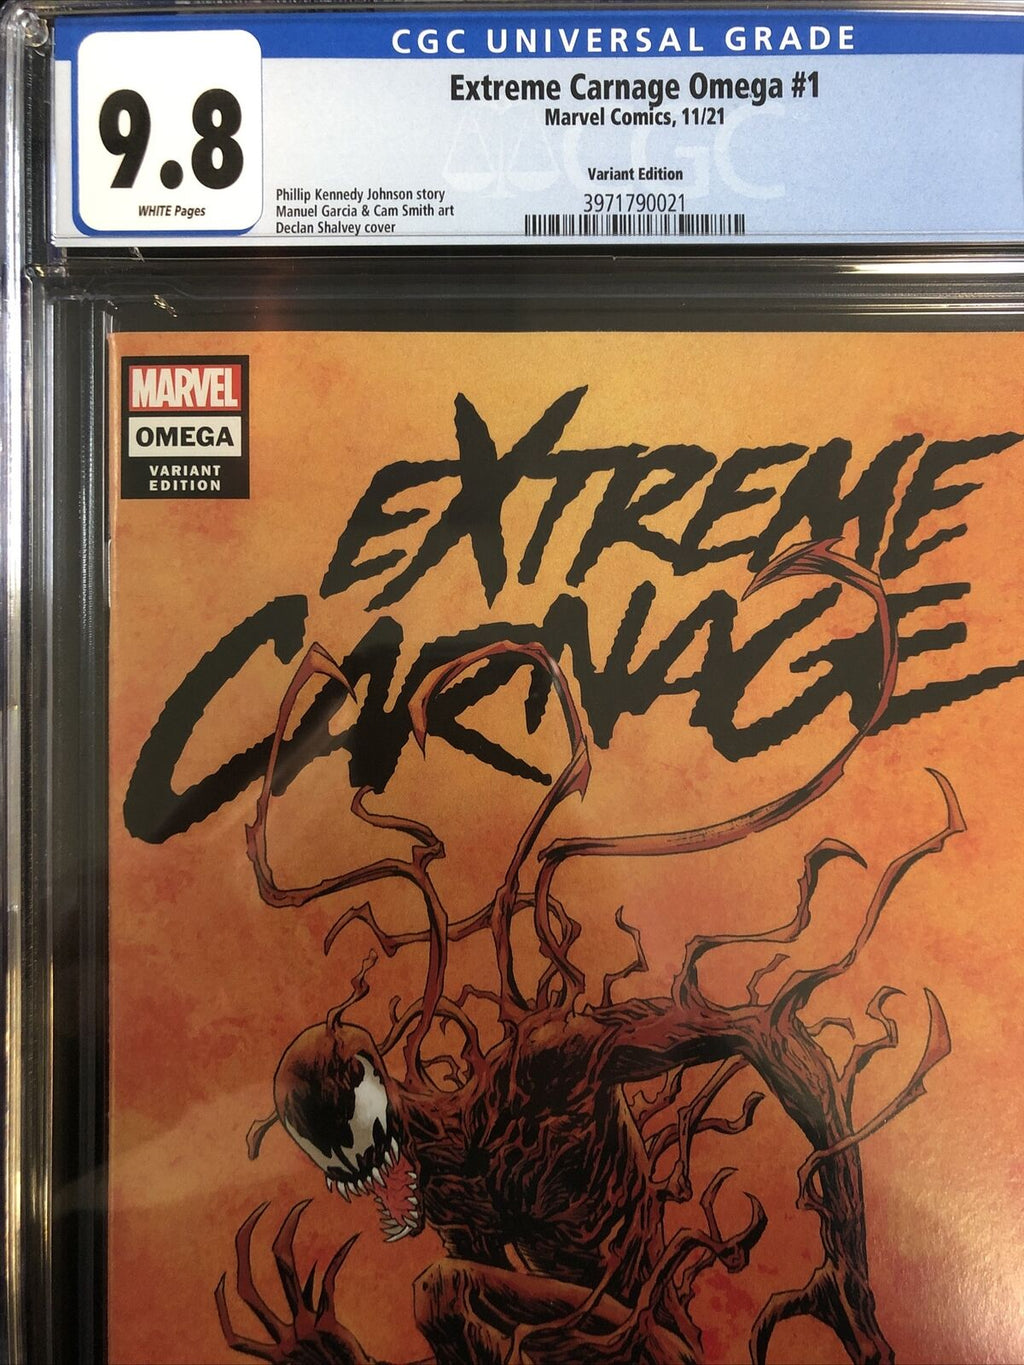 CGC UNIVERSAL GRADE
9.8
WHITE Pages
Extreme Carnage Omega #1
Marvel Comics, 11/21
Variant Edition
Phillip Kennedy Johnson story
Manuel Garcia & Cam Smith art
Declan Shalvey cover
3971790021
CGC
MARVEL
OMEGA
VARIANT
EDITION
EXTREME
CARNAGE